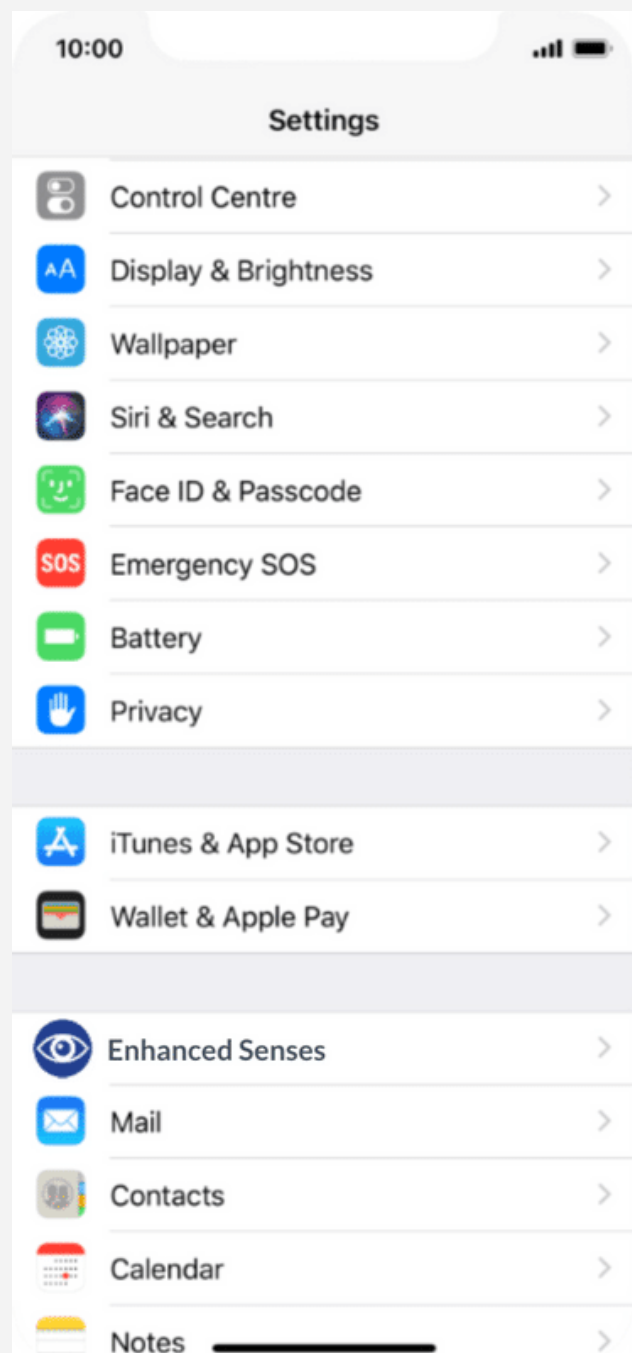 10:00
Settings
Control Centre
AA Display & Brightness
Wallpaper
Siri & Search
Face ID & Passcode
SOS Emergency SOS
Battery
Privacy
iTunes & App Store
Wallet & Apple Pay
Enhanced Senses
Mail
Contacts
Calendar
Notes